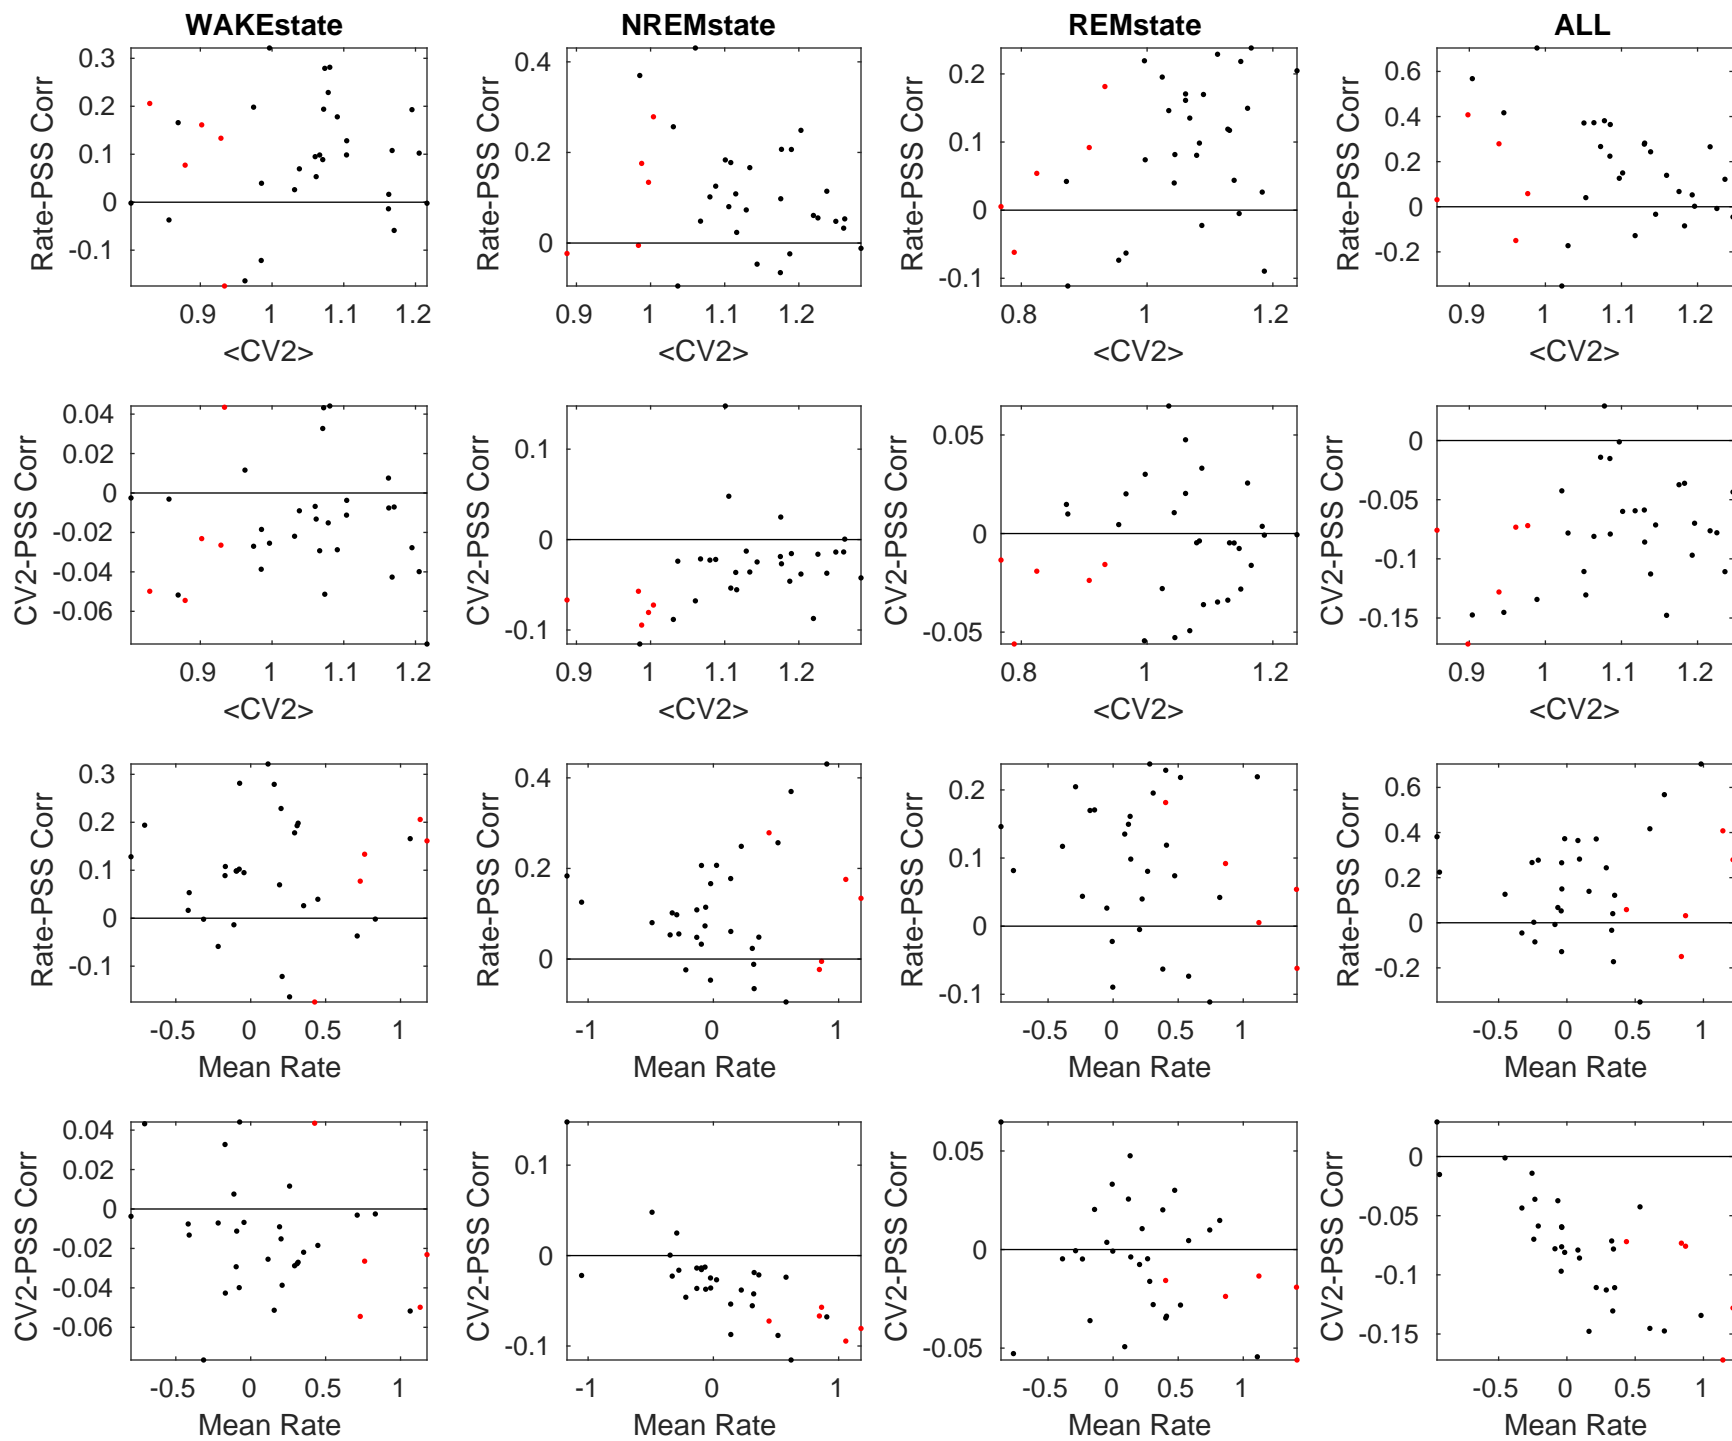 WAKEstate NREMstate REMstate ALL
0.3 0.2 0.1 0 -0.1 Rate-PSS Corr 0.9 1 1.1 1.2 <CV2>
0.4 0.2 0 Rate-PSS Corr 0.9 1 1.1 1.2 <CV2>
0.2 0.1 0 -0.1 Rate-PSS Corr 0.8 1 1.2 <CV2>
0.6 0.4 0.2 0 -0.2 Rate-PSS Corr 0.9 1 1.1 1.2 <CV2>
0.04 0.02 0 -0.02 -0.04 -0.06 CV2-PSS Corr 0.9 1 1.1 1.2 <CV2>
0.1 0 -0.1 CV2-PSS Corr 0.9 1 1.1 1.2 <CV2>
0.05 0 -0.05 CV2-PSS Corr 0.8 1 1.2 <CV2>
0 -0.05 -0.1 -0.15 CV2-PSS Corr 0.9 1 1.1 1.2 <CV2>
0.3 0.2 0.1 0 -0.1 Rate-PSS Corr -0.5 0 0.5 1 Mean Rate
0.4 0.2 0 Rate-PSS Corr -1 0 1 Mean Rate
0.2 0.1 0 -0.1 Rate-PSS Corr -0.5 0 0.5 1 Mean Rate
0.6 0.4 0.2 0 -0.2 Rate-PSS Corr -0.5 0 0.5 1 Mean Rate
0.04 0.02 0 -0.02 -0.04 -0.06 CV2-PSS Corr -0.5 0 0.5 1 Mean Rate
0.1 0 -0.1 CV2-PSS Corr -1 0 1 Mean Rate
0.05 0 -0.05 CV2-PSS Corr -0.5 0 0.5 1 Mean Rate
0 -0.05 -0.1 -0.15 CV2-PSS Corr -0.5 0 0.5 1 Mean Rate